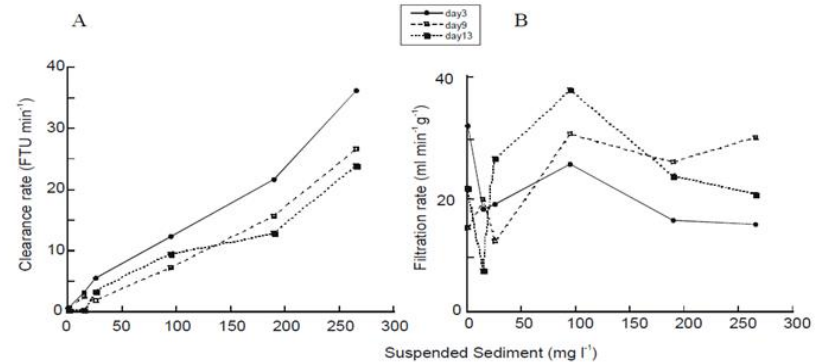 A
day3
day9
day13
B
Clearance rate (FTU min⁻¹)
40
30
20
10
0
0 50 100 150 200 250 300
Filtration rate (ml min⁻¹g⁻¹)
40
20
0
0 50 100 150 200 250 300
Suspended Sediment (mg l⁻¹)